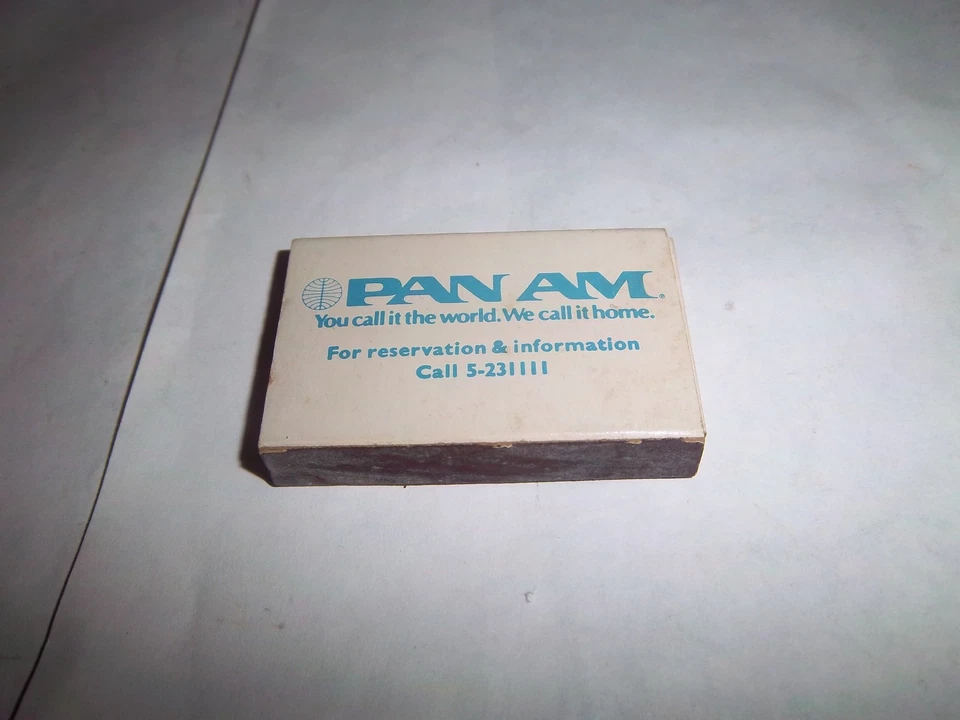 PAN AM®
You call it the world. We call it home.
For reservation & information
Call 5-231111